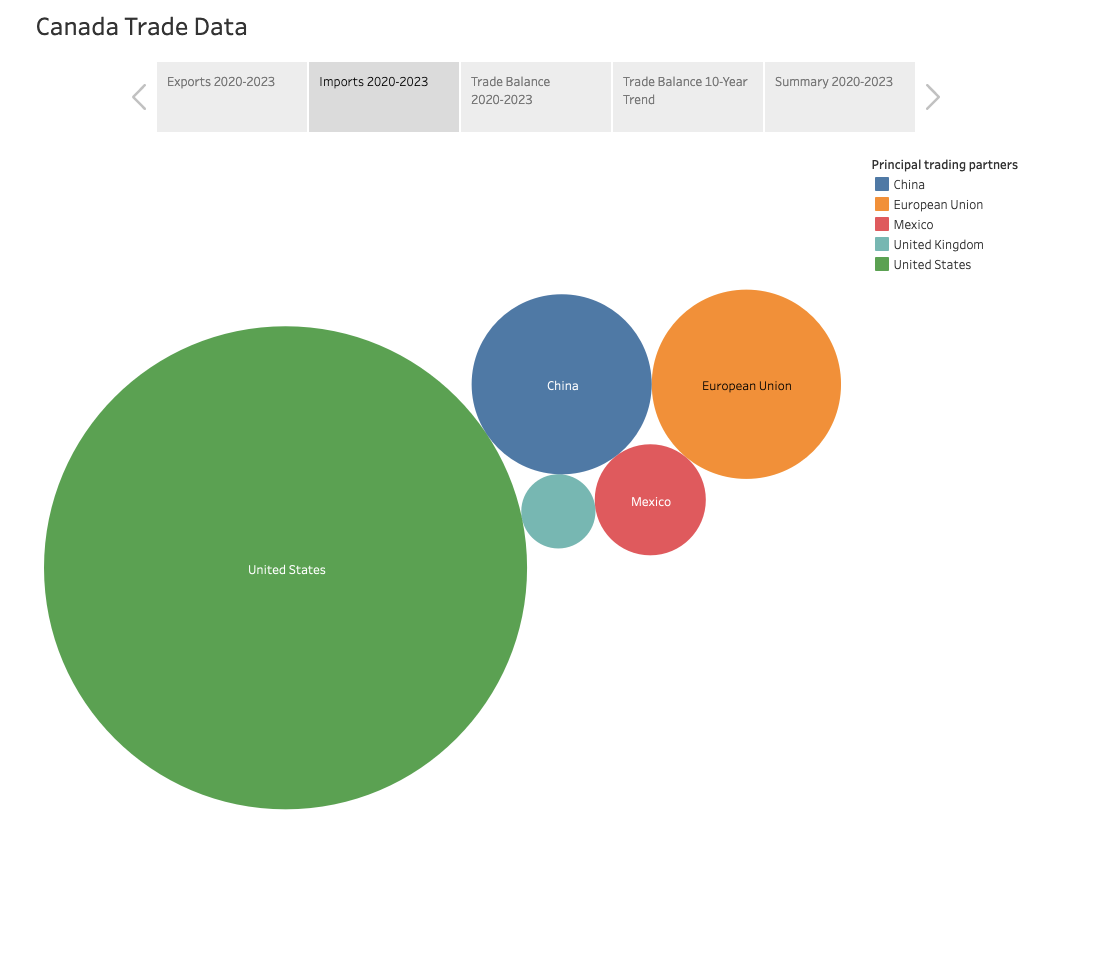 Canada Trade Data
Exports 2020-2023
Imports 2020-2023
Trade Balance
2020-2023
Trade Balance 10-Year
Trend
Summary 2020-2023
Principal trading partners
China
European Union
Mexico
United Kingdom
United States
China
European Union
Mexico
United States